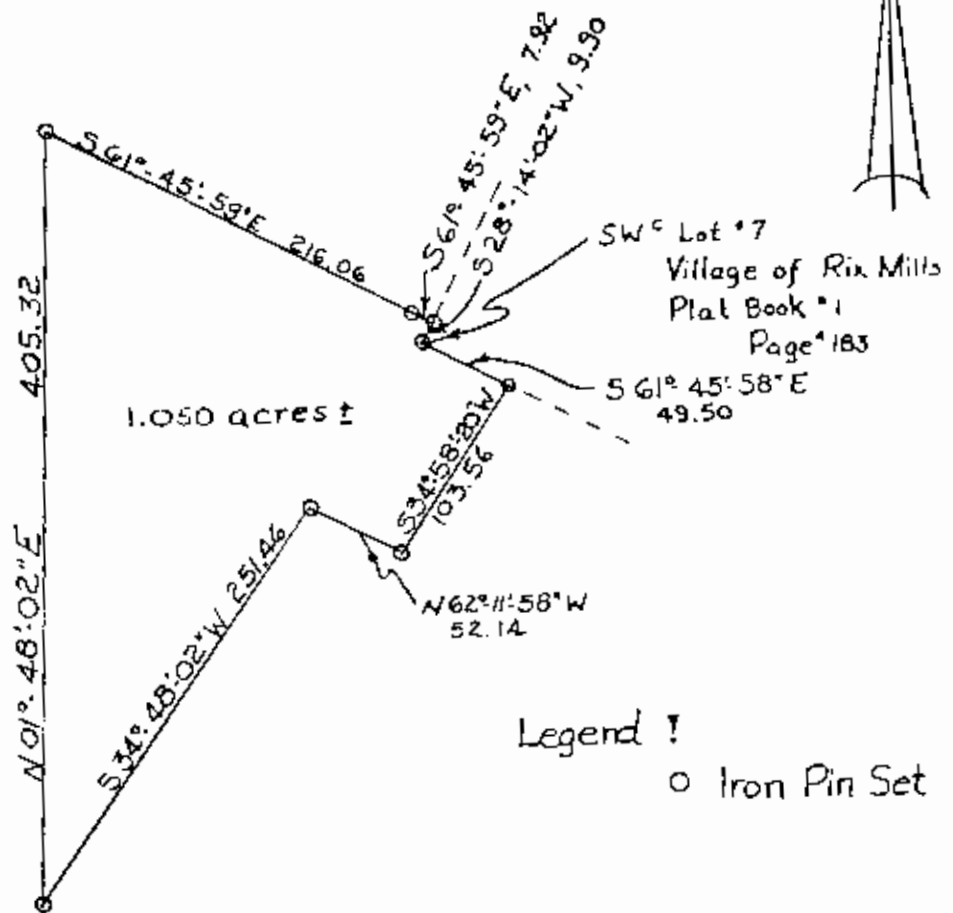 S 61°-45'-59"E 216.06
S 61° 45' 59"E, 7.92
S 28°-14'-02"W, 9.90
SWᶜ Lot #7
Village of Rix Mills
Plat Book #1
Page # 183
S 61° 45' 58" E
49.50
405.32
N 01°-48'-02"E
1.050 acres ±
S 34°-58'-20"W
103.56
N 62°-11'-58" W
52.14
S 34°-48'-02"W 251.46
Legend !
O Iron Pin Set